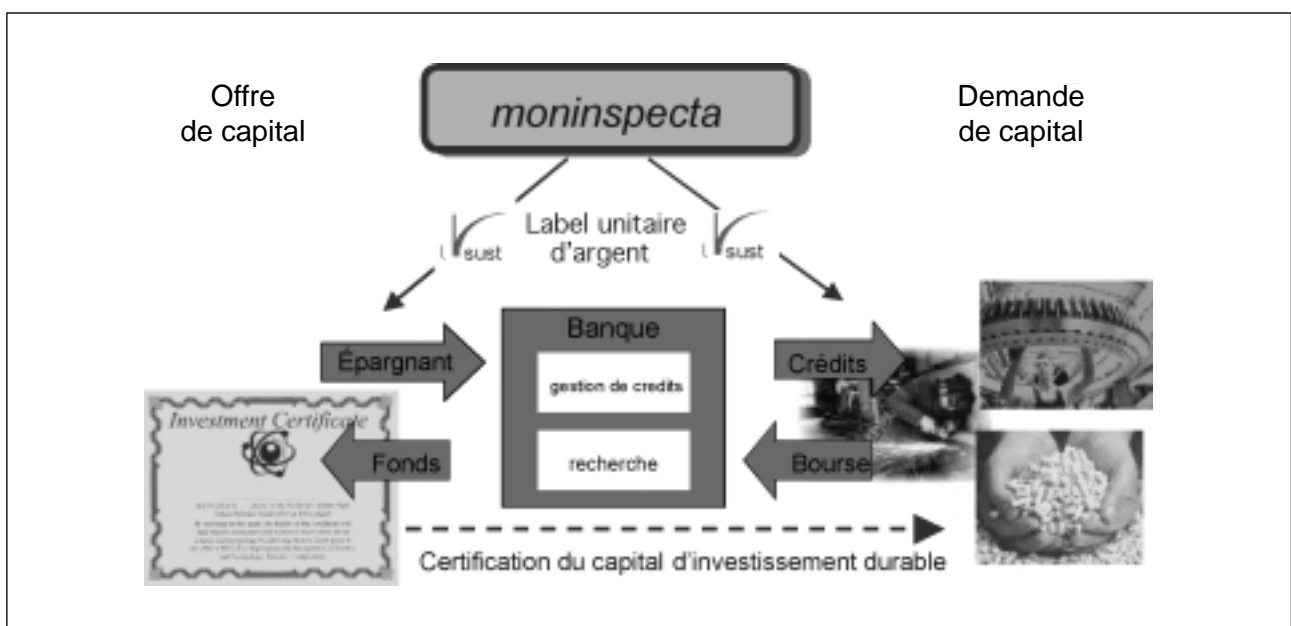 Offre
de capital
moninspecta
Demande
de capital
sust
Label unitaire
d'argent
sust
Épargnant
Banque
gestion de credits
recherche
Crédits
Investment Certificate
Fonds
Bourse
Certification du capital d'investissement durable